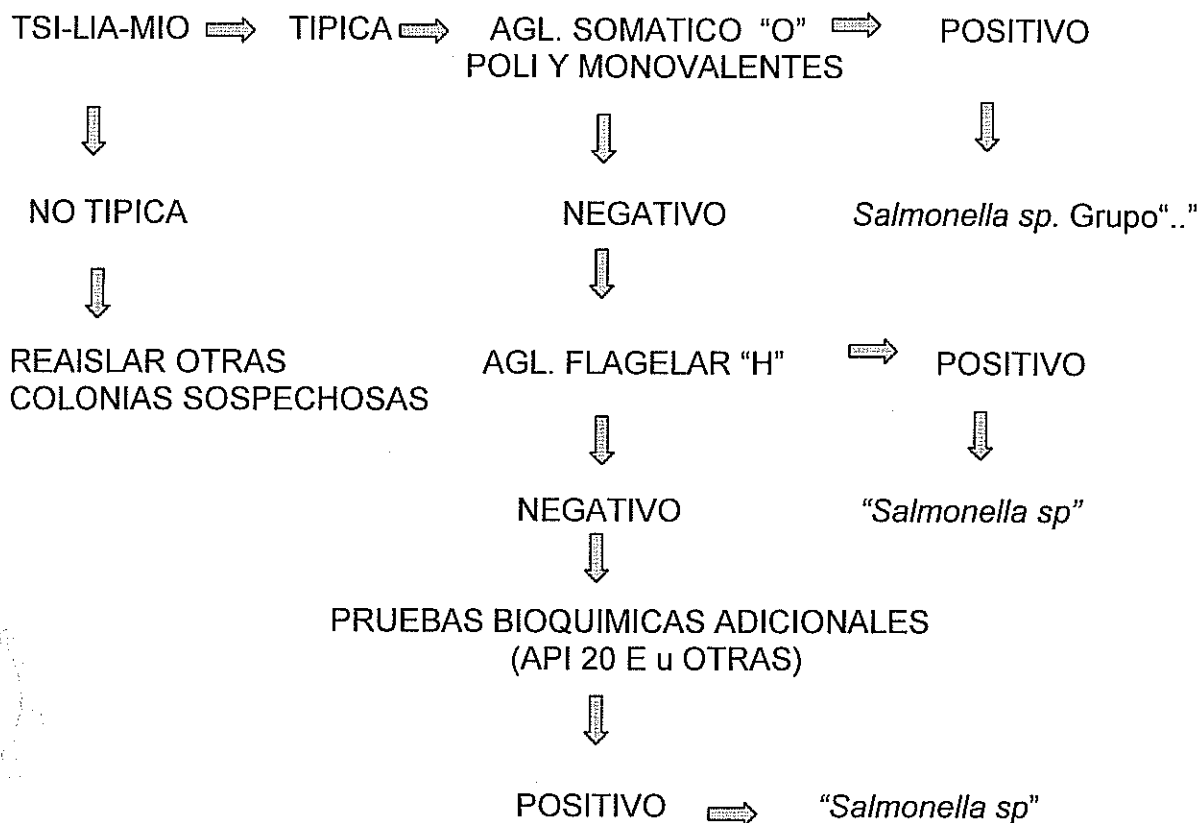 TSI-LIA-MIO TIPICA AGL. SOMATICO “O” POSITIVO
POLI Y MONOVALENTES
NO TIPICA NEGATIVO Salmonella sp. Grupo“..”
REAISLAR OTRAS AGL. FLAGELAR “H” POSITIVO
COLONIAS SOSPECHOSAS
NEGATIVO “Salmonella sp”
PRUEBAS BIOQUIMICAS ADICIONALES
(API 20 E u OTRAS)
POSITIVO “Salmonella sp”